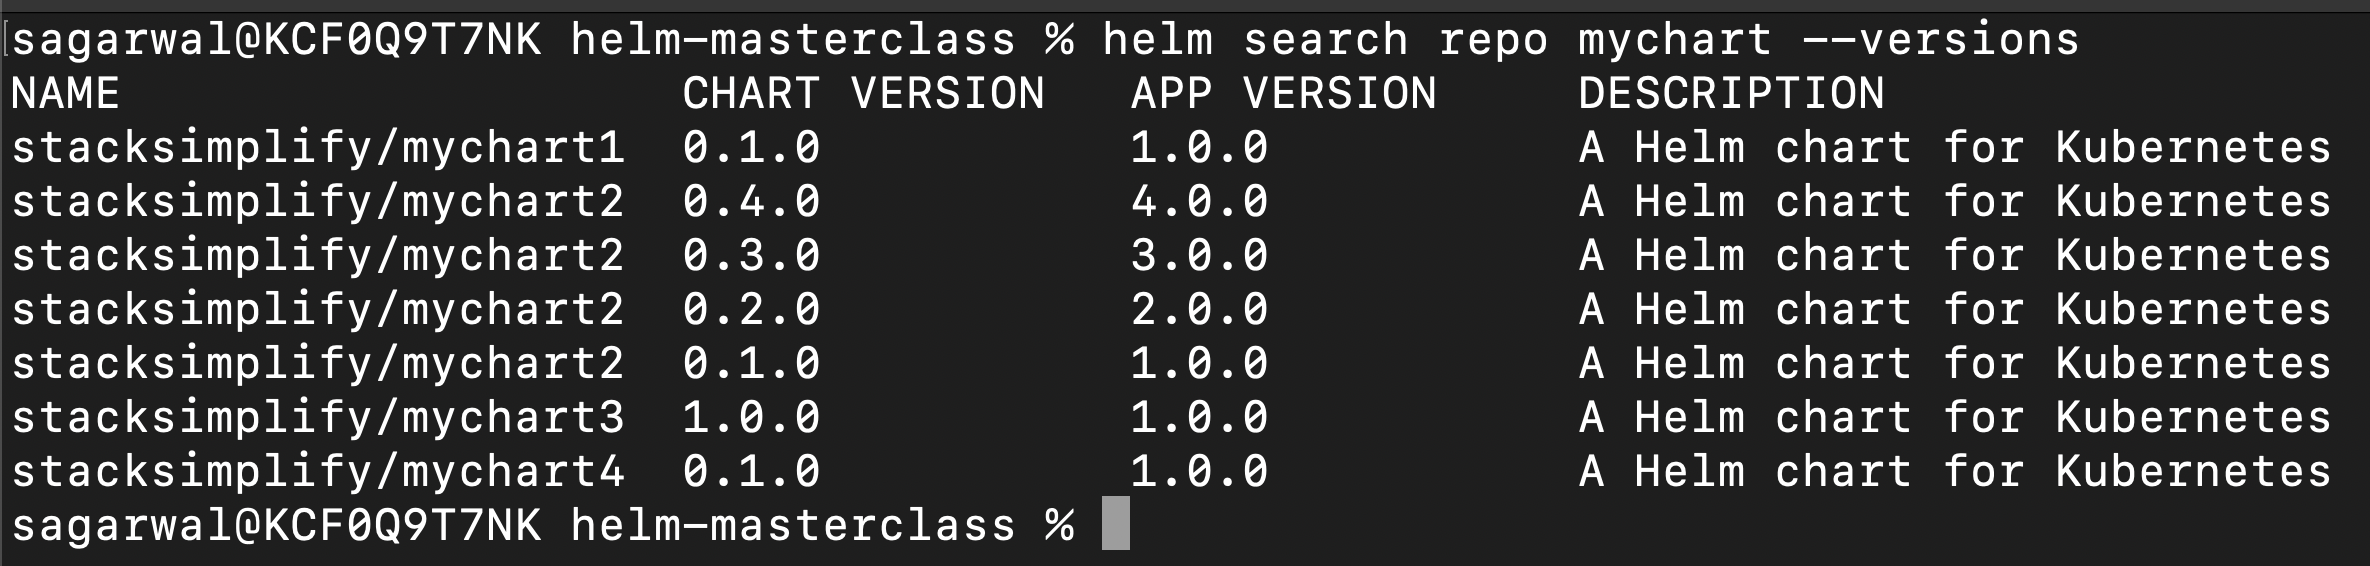 [sagarwal@KCF0Q9T7NK helm-masterclass % helm search repo mychart --versions
NAME CHART VERSION APP VERSION DESCRIPTION
stacksimplify/mychart1 0.1.0 1.0.0 A Helm chart for Kubernetes
stacksimplify/mychart2 0.4.0 4.0.0 A Helm chart for Kubernetes
stacksimplify/mychart2 0.3.0 3.0.0 A Helm chart for Kubernetes
stacksimplify/mychart2 0.2.0 2.0.0 A Helm chart for Kubernetes
stacksimplify/mychart2 0.1.0 1.0.0 A Helm chart for Kubernetes
stacksimplify/mychart3 1.0.0 1.0.0 A Helm chart for Kubernetes
stacksimplify/mychart4 0.1.0 1.0.0 A Helm chart for Kubernetes
sagarwal@KCF0Q9T7NK helm-masterclass %